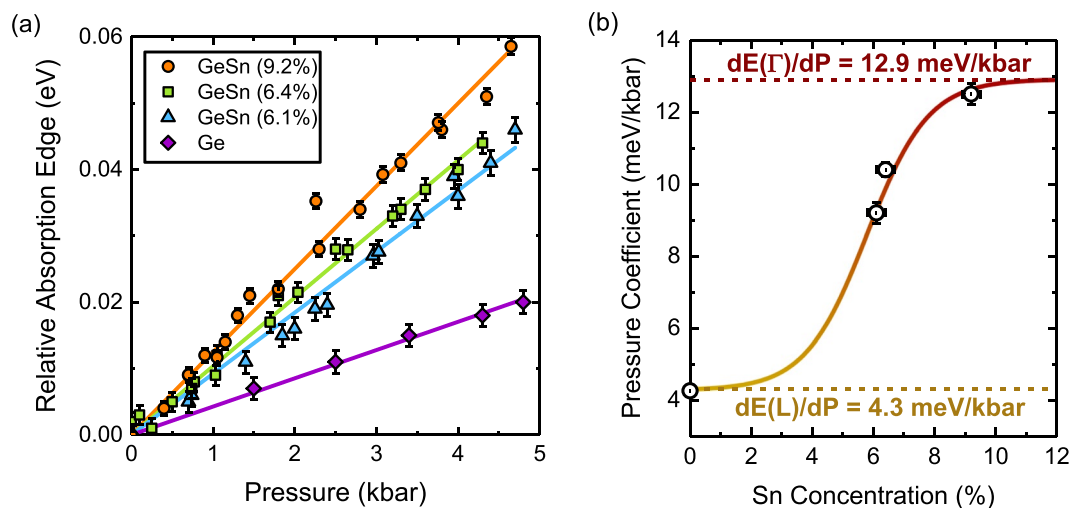 (a)
0.06
0.04
0.02
0.00
Relative Absorption Edge (eV)
GeSn (9.2%)
GeSn (6.4%)
GeSn (6.1%)
Ge
0 1 2 3 4 5
Pressure (kbar)
(b)
14
12
10
8
6
4
Pressure Coefficient (meV/kbar)
dE(Γ)/dP = 12.9 meV/kbar
dE(L)/dP = 4.3 meV/kbar
0 2 4 6 8 10 12
Sn Concentration (%)